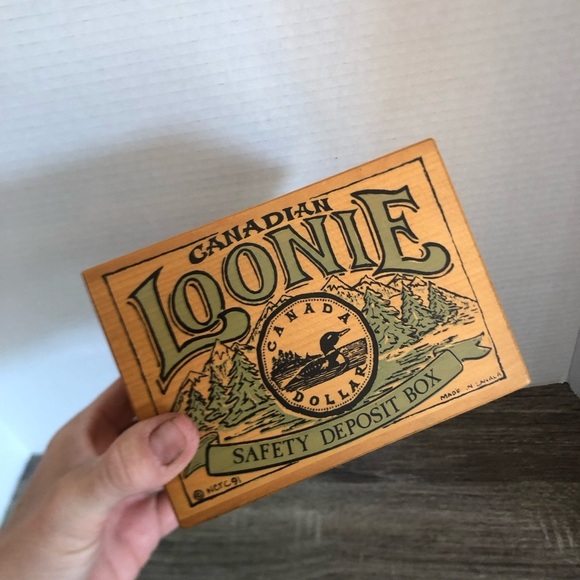 CANADIAN
LOONIE
CANADA
DOLLAR
SAFETY DEPOSIT BOX
MADE IN CANADA